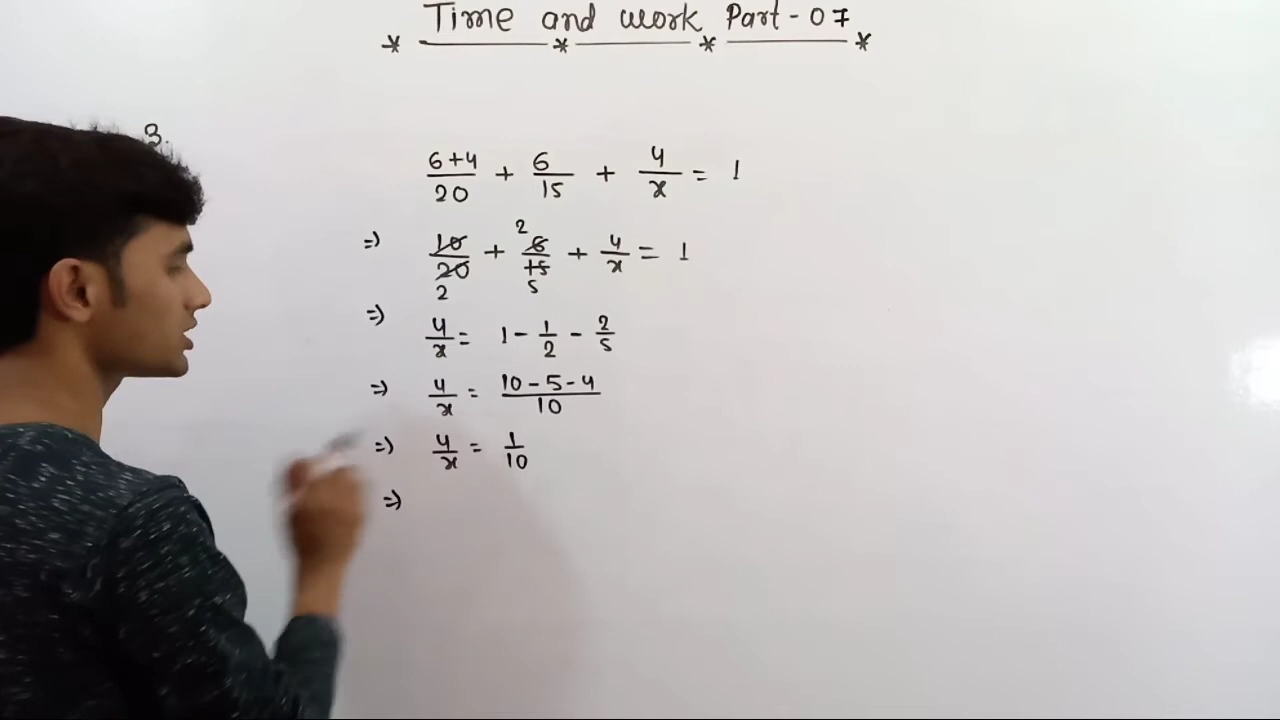 Time and work Part - 07
* * * *
3.
6+4/20 + 6/15 + 4/x = 1
=) 10/20 2 + 2 6/15 5 + 4/x = 1
=) 4/x = 1 - 1/2 - 2/5
=) 4/x = 10-5-4/10
=) 4/x = 1/10
=)